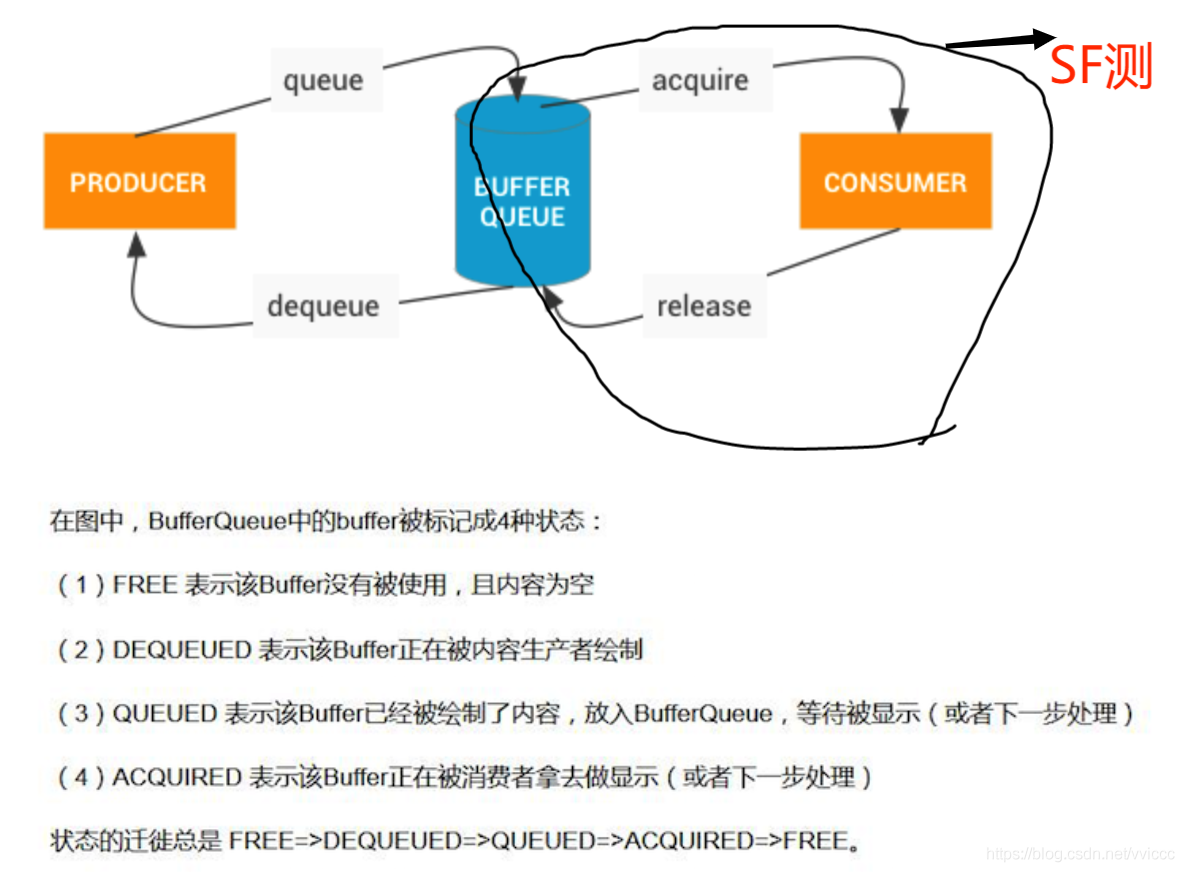 SF测
queue
acquire
PRODUCER
BUFFER
QUEUE
CONSUMER
dequeue
release
在图中，BufferQueue中的buffer被标记成4种状态：
（1）FREE 表示该Buffer没有被使用，且内容为空
（2）DEQUEUED 表示该Buffer正在被内容生产者绘制
（3）QUEUED 表示该Buffer已经被绘制了内容，放入BufferQueue，等待被显示（或者下一步处理）
（4）ACQUIRED 表示该Buffer正在被消费者拿去做显示（或者下一步处理）
状态的迁徙总是 FREE=>DEQUEUED=>QUEUED=>ACQUIRED=>FREE。
https://blog.csdn.net/vviccc